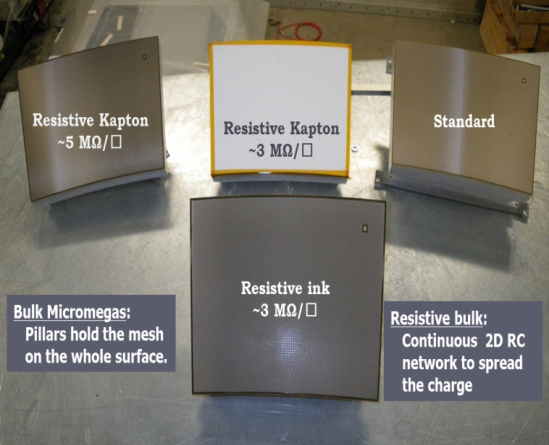 Resistive Kapton
~5 MΩ/□
Resistive Kapton
~3 MΩ/□
Standard
Resistive ink
~3 MΩ/□
Bulk Micromegas:
Pillars hold the mesh
on the whole surface.
Resistive bulk:
Continuous 2D RC
network to spread
the charge